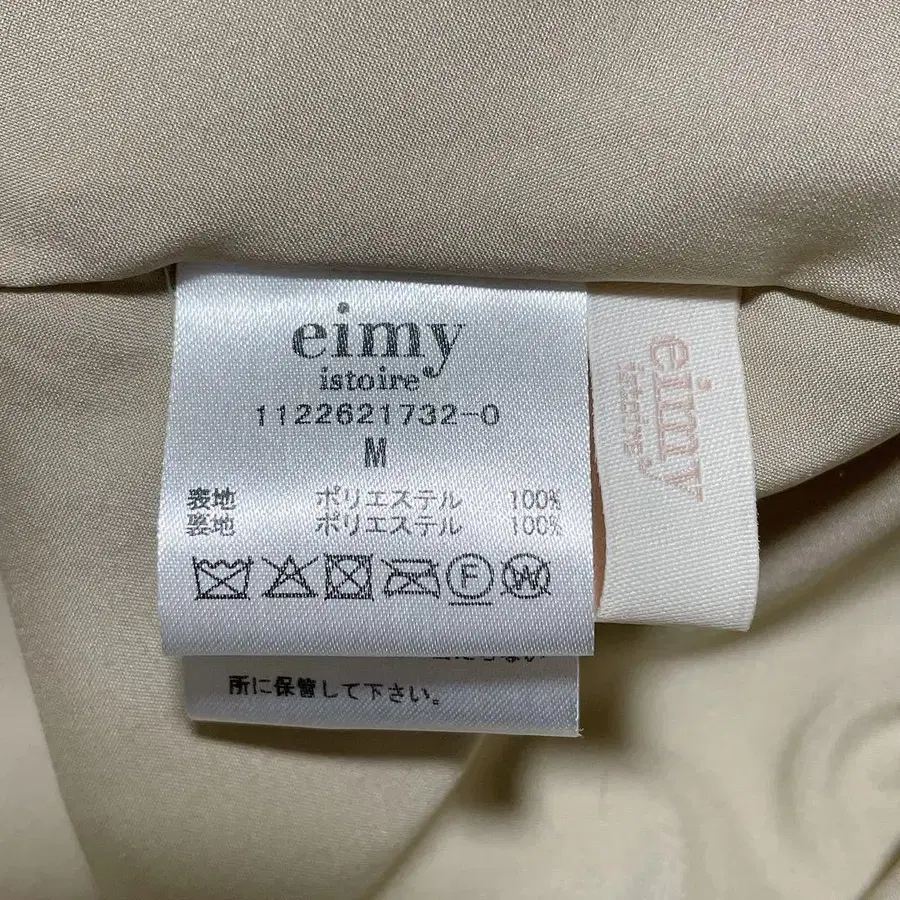 eimy
istoire®
1122621732-0
M
表地 ポリエステル 100%
裏地 ポリエステル 100%
F W
所に保管して下さい。
eimy
istoire®